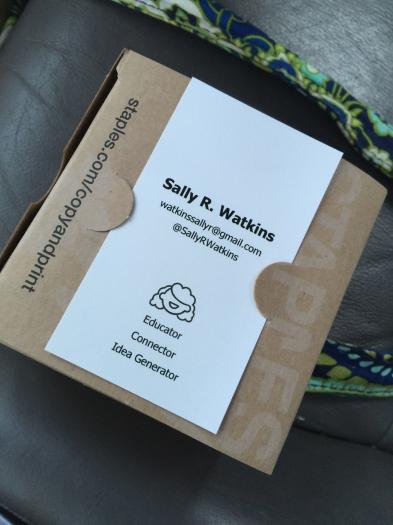 staples.com/copyandprint
Sally R. Watkins
watkinssallyr@gmail.com
@SallyRWatkins
Educator
Connector
Idea Generator
STAPLES